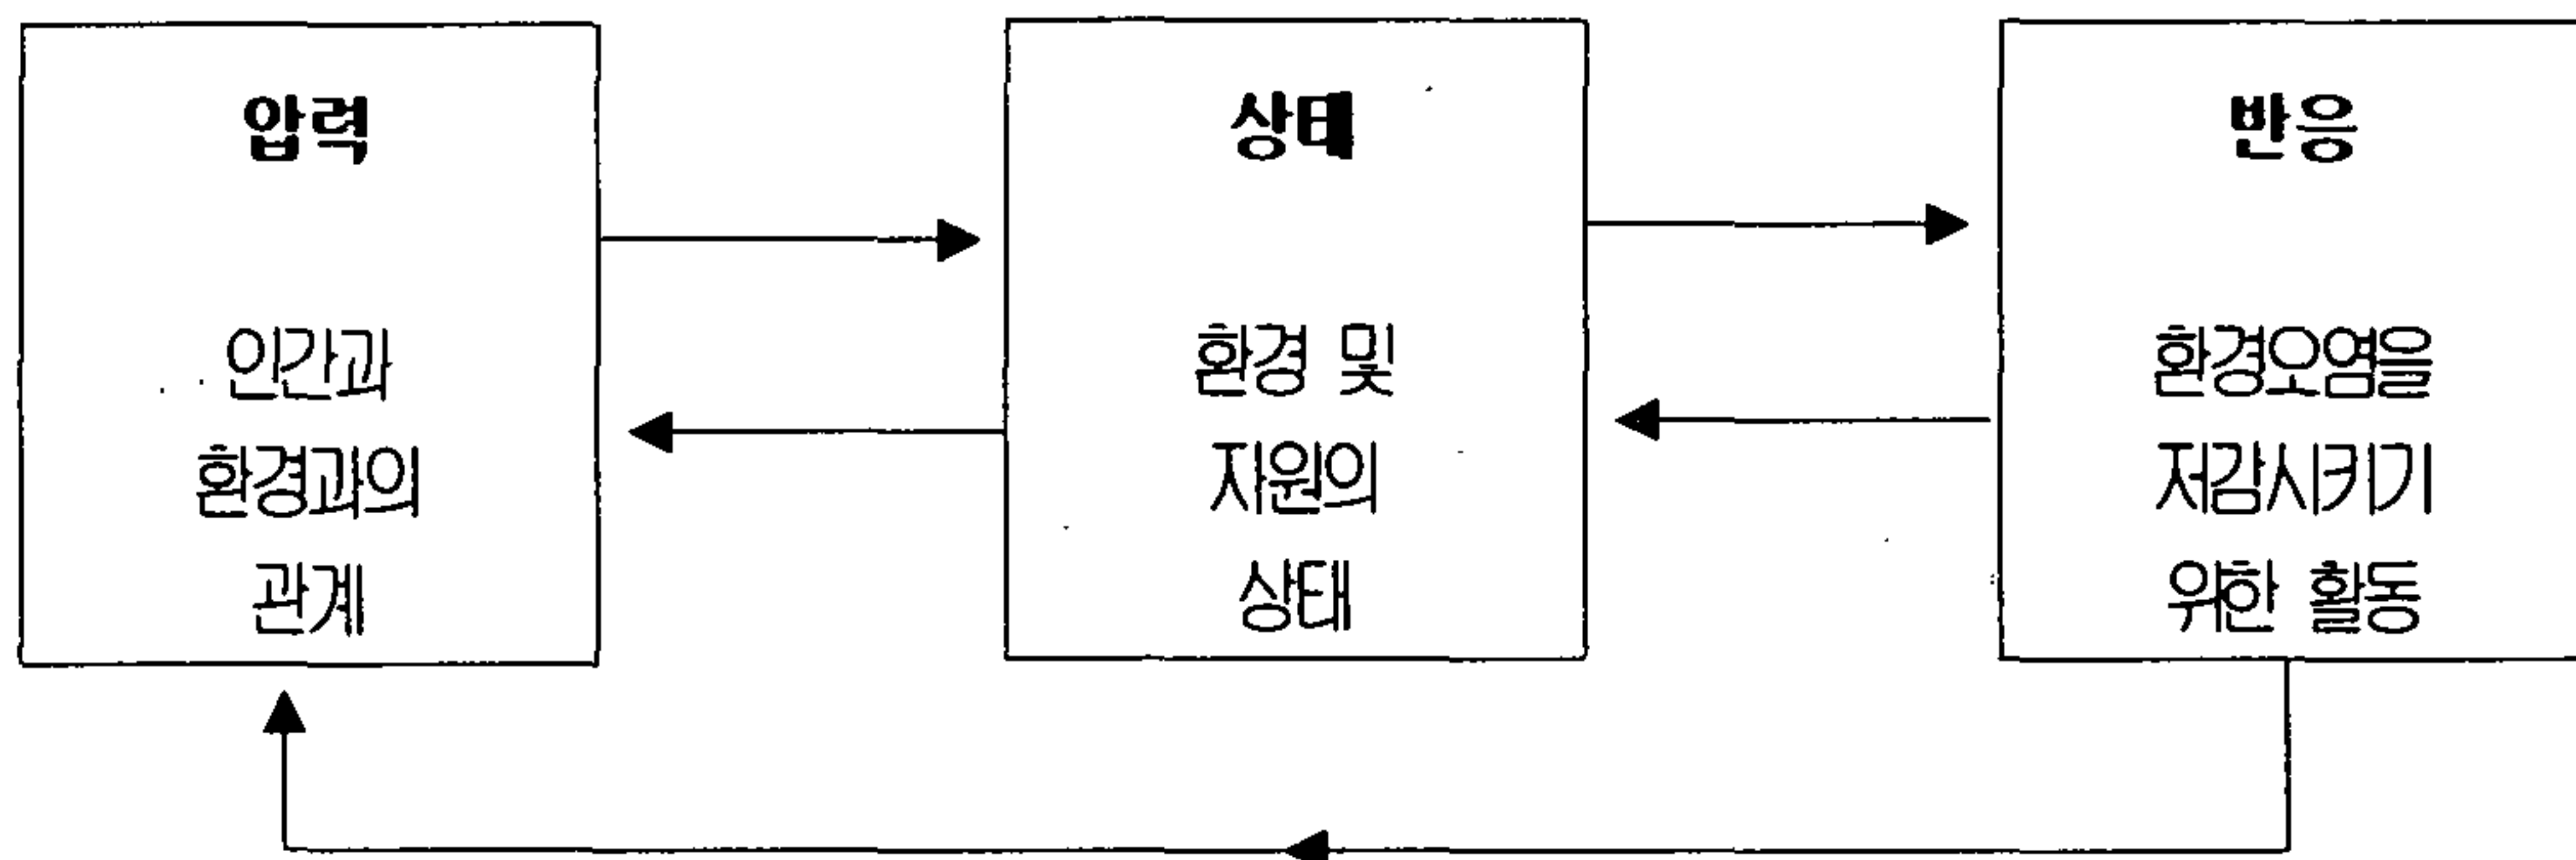 압력
인간과
환경과의
관계
상태
환경 및
자원의
상태
반응
환경오염을
저감시키기
위한 활동